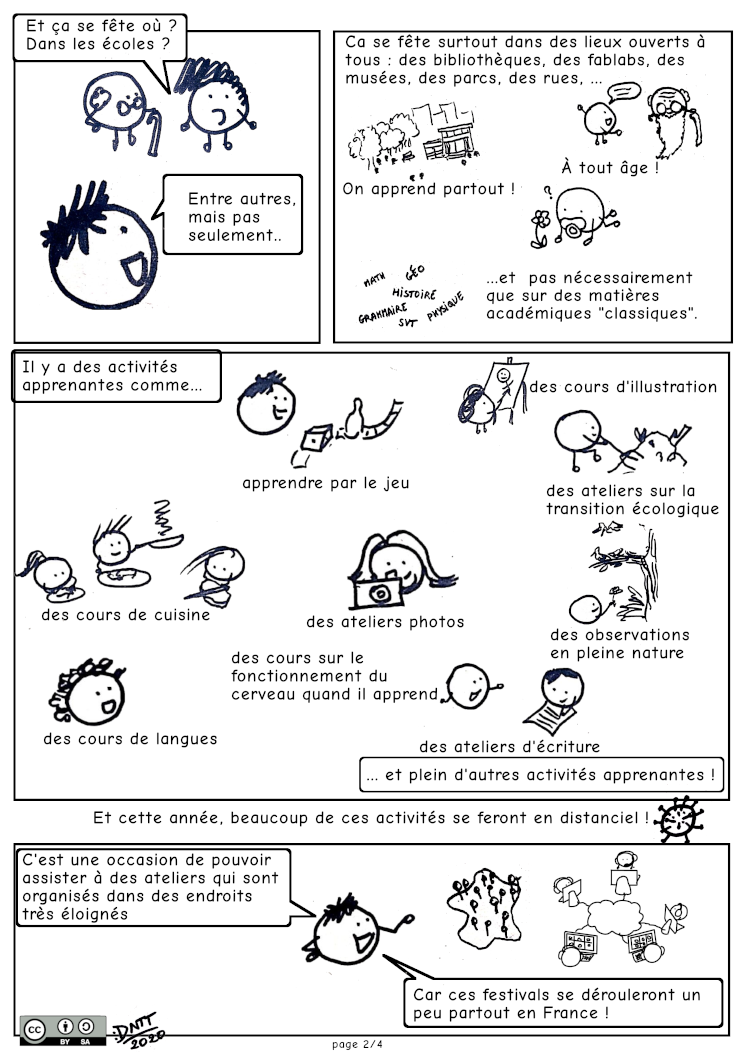 Et ça se fête où ?
Dans les écoles ?
Entre autres,
mais pas
seulement..
Ca se fête surtout dans des lieux ouverts à
tous : des bibliothèques, des fablabs, des
musées, des parcs, des rues, ...
On apprend partout !
À tout âge !
?
MATH
GÉO
HISTOIRE
GRAMMAIRE
SVT
PHYSIQUE
...et pas nécessairement
que sur des matières
académiques "classiques".
Il y a des activités
apprenantes comme...
apprendre par le jeu
des cours d'illustration
des ateliers sur la
transition écologique
des cours de cuisine
des ateliers photos
des observations
en pleine nature
des cours de langues
des cours sur le
fonctionnement du
cerveau quand il apprend
des ateliers d'écriture
... et plein d'autres activités apprenantes !
Et cette année, beaucoup de ces activités se feront en distanciel !
C'est une occasion de pouvoir
assister à des ateliers qui sont
organisés dans des endroits
très éloignés
Car ces festivals se dérouleront un
peu partout en France !
cc BY SA
DNTT
2020
page 2/4